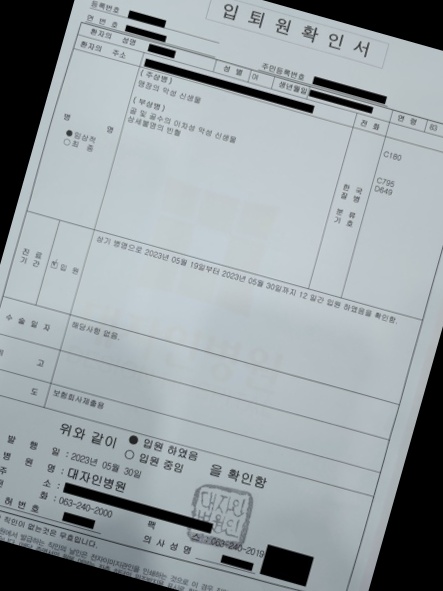 입 퇴 원 확 인 서
등록번호
연 번 호
주민등록번호
환자의 성명
성 별 여
생년월일
연 령
환자의 주소
전 화
병 명
●임상적
○최 종
( 주상병 )
맹장의 악성 신생물
( 부상병 )
골 및 골수의 이차성 악성 신생물
상세불명의 빈혈
한 국
질 병
분 류
기 호
C180
C795
D649
진 료
기 간
입 원
상기 병명으로 2023년 05월 19일부터 2023년 05월 30일까지 12 일간 입원 하였음을 확인함.
수 술 일 자
해당사항 없음.
고
도
보험회사제출용
위와 같이
● 입원 하였음
○ 입원 중임
을 확인함
발 행 일 : 2023년 05월 30일
병 원 명 : 대자인병원
주 소 :
화 : 063-240-2000
팩 스 : 063-240-2019
허 번 호
의 사 성 명
대자인
병원인
직인이 없는것은 무효입니다.